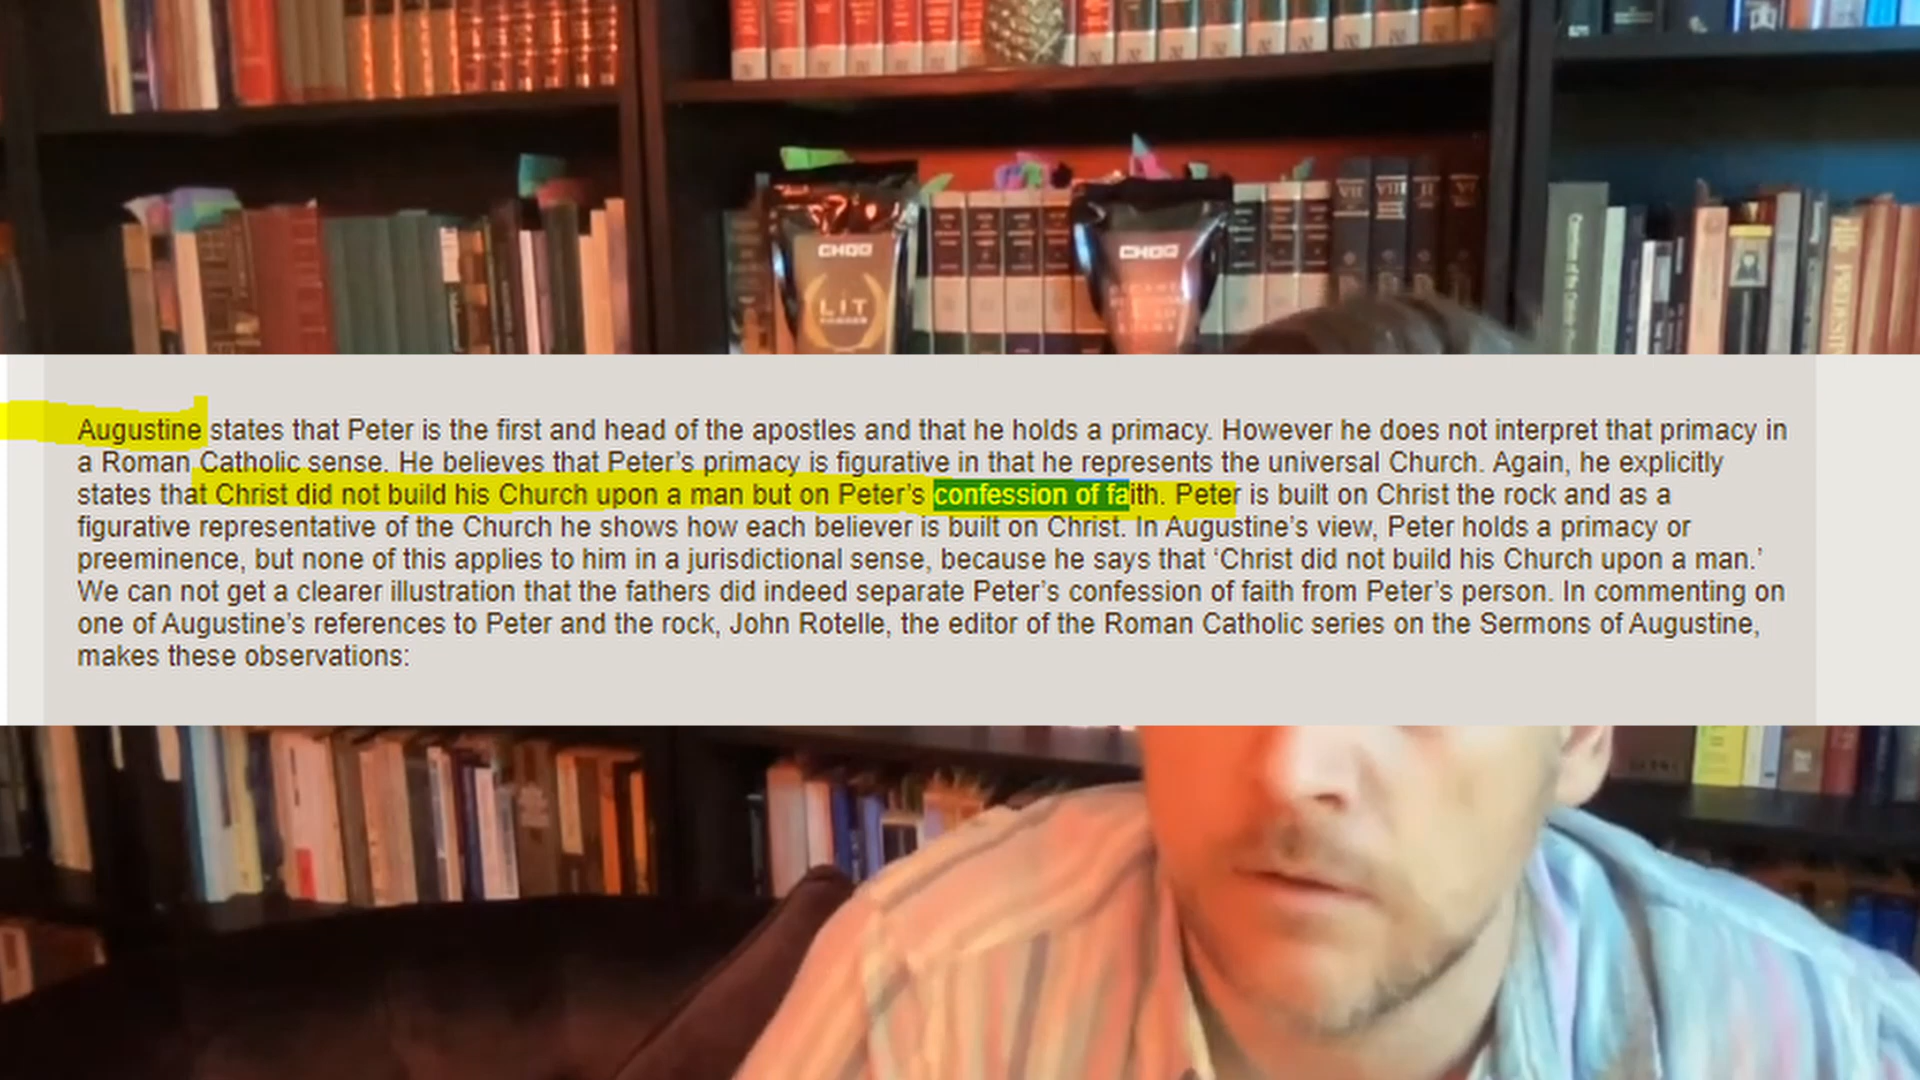 CHOQ
CHOQ
LIT
VII
VIII
II
VI
Augustine states that Peter is the first and head of the apostles and that he holds a primacy. However he does not interpret that primacy in
a Roman Catholic sense. He believes that Peter’s primacy is figurative in that he represents the universal Church. Again, he explicitly
states that Christ did not build his Church upon a man but on Peter’s confession of faith. Peter is built on Christ the rock and as a
figurative representative of the Church he shows how each believer is built on Christ. In Augustine’s view, Peter holds a primacy or
preeminence, but none of this applies to him in a jurisdictional sense, because he says that ‘Christ did not build his Church upon a man.’
We can not get a clearer illustration that the fathers did indeed separate Peter’s confession of faith from Peter’s person. In commenting on
one of Augustine’s references to Peter and the rock, John Rotelle, the editor of the Roman Catholic series on the Sermons of Augustine,
makes these observations: